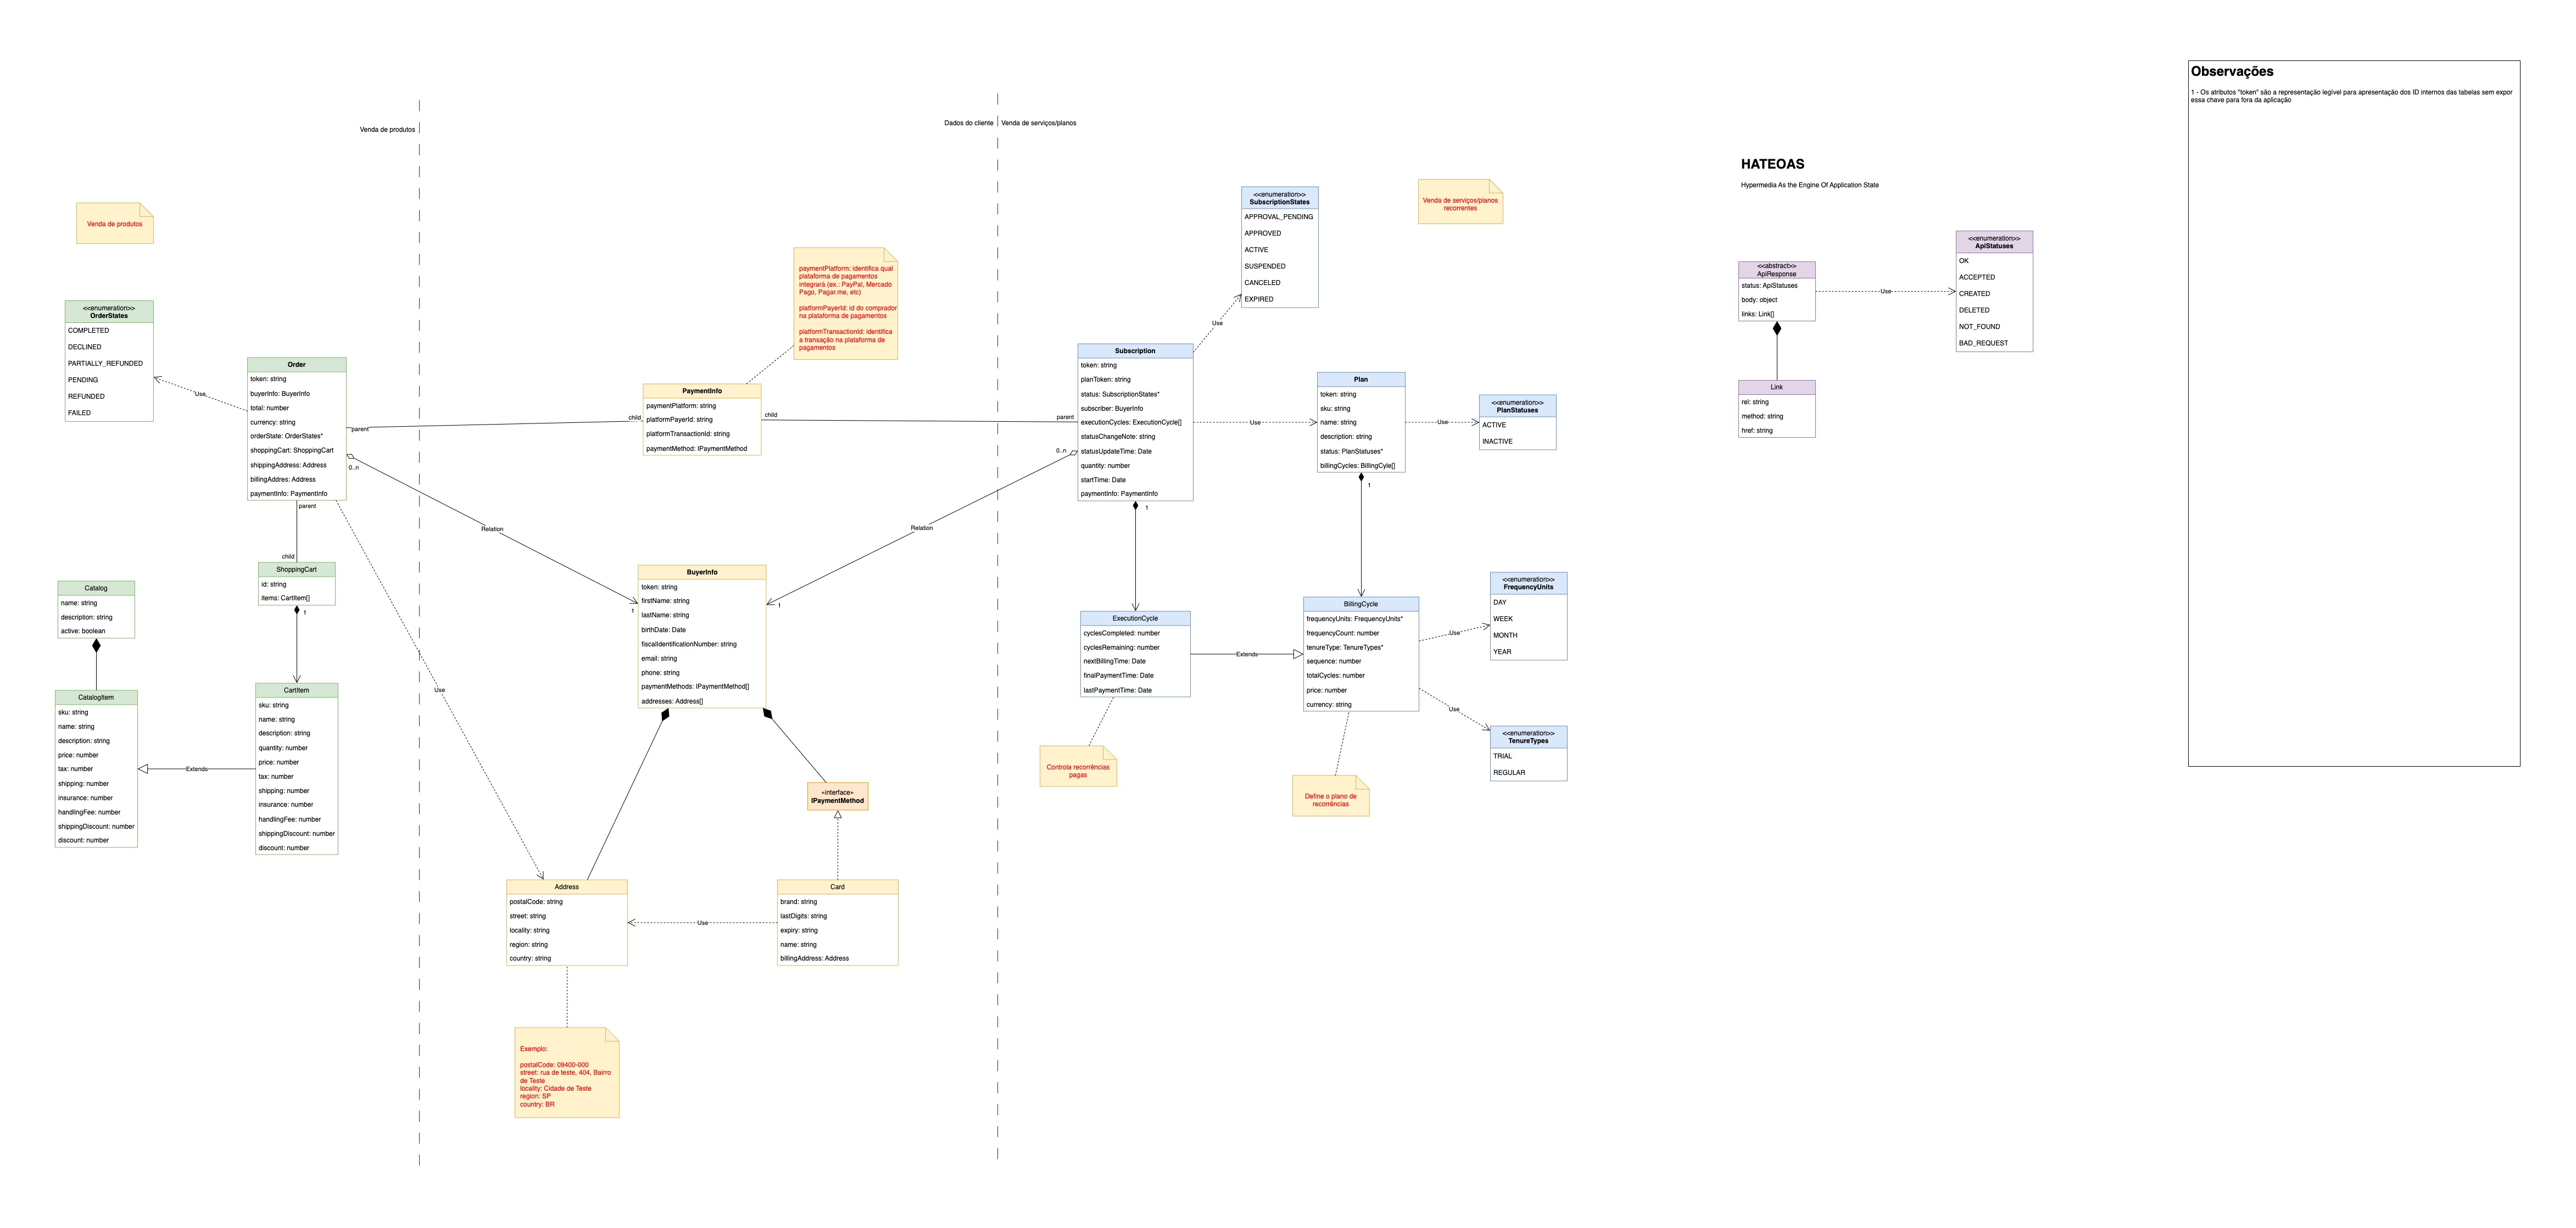 Observações
1 - Os atributos "token" são a representação legível para apresentação dos ID internos das tabelas sem expor
essa chave para fora da aplicação
Venda de produtos
Dados do cliente
Venda de serviços/planos
HATEOAS
Hypermedia As the Engine Of Application State
Venda de produtos
<<enumeration>>
OrderStates
COMPLETED
DECLINED
PARTIALLY_REFUNDED
PENDING
REFUNDED
FAILED
Use
Order
token: string
buyerInfo: BuyerInfo
total: number
currency: string
orderState: OrderStates*
shoppingCart: ShoppingCart
shippingAddress: Address
billingAddres: Address
paymentInfo: PaymentInfo
parent
0..n
parent
child
ShoppingCart
id: string
items: CartItem[]
1
Catalog
name: string
description: string
active: boolean
CatalogItem
sku: string
name: string
description: string
price: number
tax: number
shipping: number
insurance: number
handlingFee: number
shippingDiscount: number
discount: number
Extends
CartItem
sku: string
name: string
description: string
quantity: number
price: number
tax: number
shipping: number
insurance: number
handlingFee: number
shippingDiscount: number
discount: number
Use
Relation
paymentPlatform: identifica qual
plataforma de pagamentos
integrará (ex.: PayPal, Mercado
Pago, Pagar.me, etc)
platformPayerId: id do comprador
na plataforma de pagamentos
platformTransactionId: identifica
a transação na plataforma de
pagamentos
child
PaymentInfo
paymentPlatform: string
platformPayerId: string
platformTransactionId: string
paymentMethod: IPaymentMethod
child
parent
0..n
Relation
1
BuyerInfo
token: string
firstName: string
lastName: string
birthDate: Date
fiscalIdentificationNumber: string
email: string
phone: string
paymentMethods: IPaymentMethod[]
addresses: Address[]
1
«interface»
IPaymentMethod
Address
postalCode: string
street: string
locality: string
region: string
country: string
Use
Card
brand: string
lastDigits: string
expiry: string
name: string
billingAddress: Address
Exemplo:
postalCode: 09400-000
street: rua de teste, 404, Bairro
de Teste
locality: Cidade de Teste
region: SP
country: BR
<<enumeration>>
SubscriptionStates
APPROVAL_PENDING
APPROVED
ACTIVE
SUSPENDED
CANCELED
EXPIRED
Use
Venda de serviços/planos
recorrentes
Subscription
token: string
planToken: string
status: SubscriptionStates*
subscriber: BuyerInfo
executionCycles: ExecutionCycle[]
statusChangeNote: string
statusUpdateTime: Date
quantity: number
startTime: Date
paymentInfo: PaymentInfo
1
Use
Plan
token: string
sku: string
name: string
description: string
status: PlanStatuses*
billingCycles: BillingCyle[]
1
Use
<<enumeration>>
PlanStatuses
ACTIVE
INACTIVE
ExecutionCycle
cyclesCompleted: number
cyclesRemaining: number
nextBillingTime: Date
finalPaymentTime: Date
lastPaymentTime: Date
Extends
BillingCycle
frequencyUnits: FrequencyUnits*
frequencyCount: number
tenureType: TenureTypes*
sequence: number
totalCycles: number
price: number
currency: string
Use
<<enumeration>>
FrequencyUnits
DAY
WEEK
MONTH
YEAR
Use
<<enumeration>>
TenureTypes
TRIAL
REGULAR
Controla recorrências
pagas
Define o plano de
recorrências
<<abstract>>
ApiResponse
status: ApiStatuses
body: object
links: Link[]
Use
<<enumeration>>
ApiStatuses
OK
ACCEPTED
CREATED
DELETED
NOT_FOUND
BAD_REQUEST
Link
rel: string
method: string
href: string